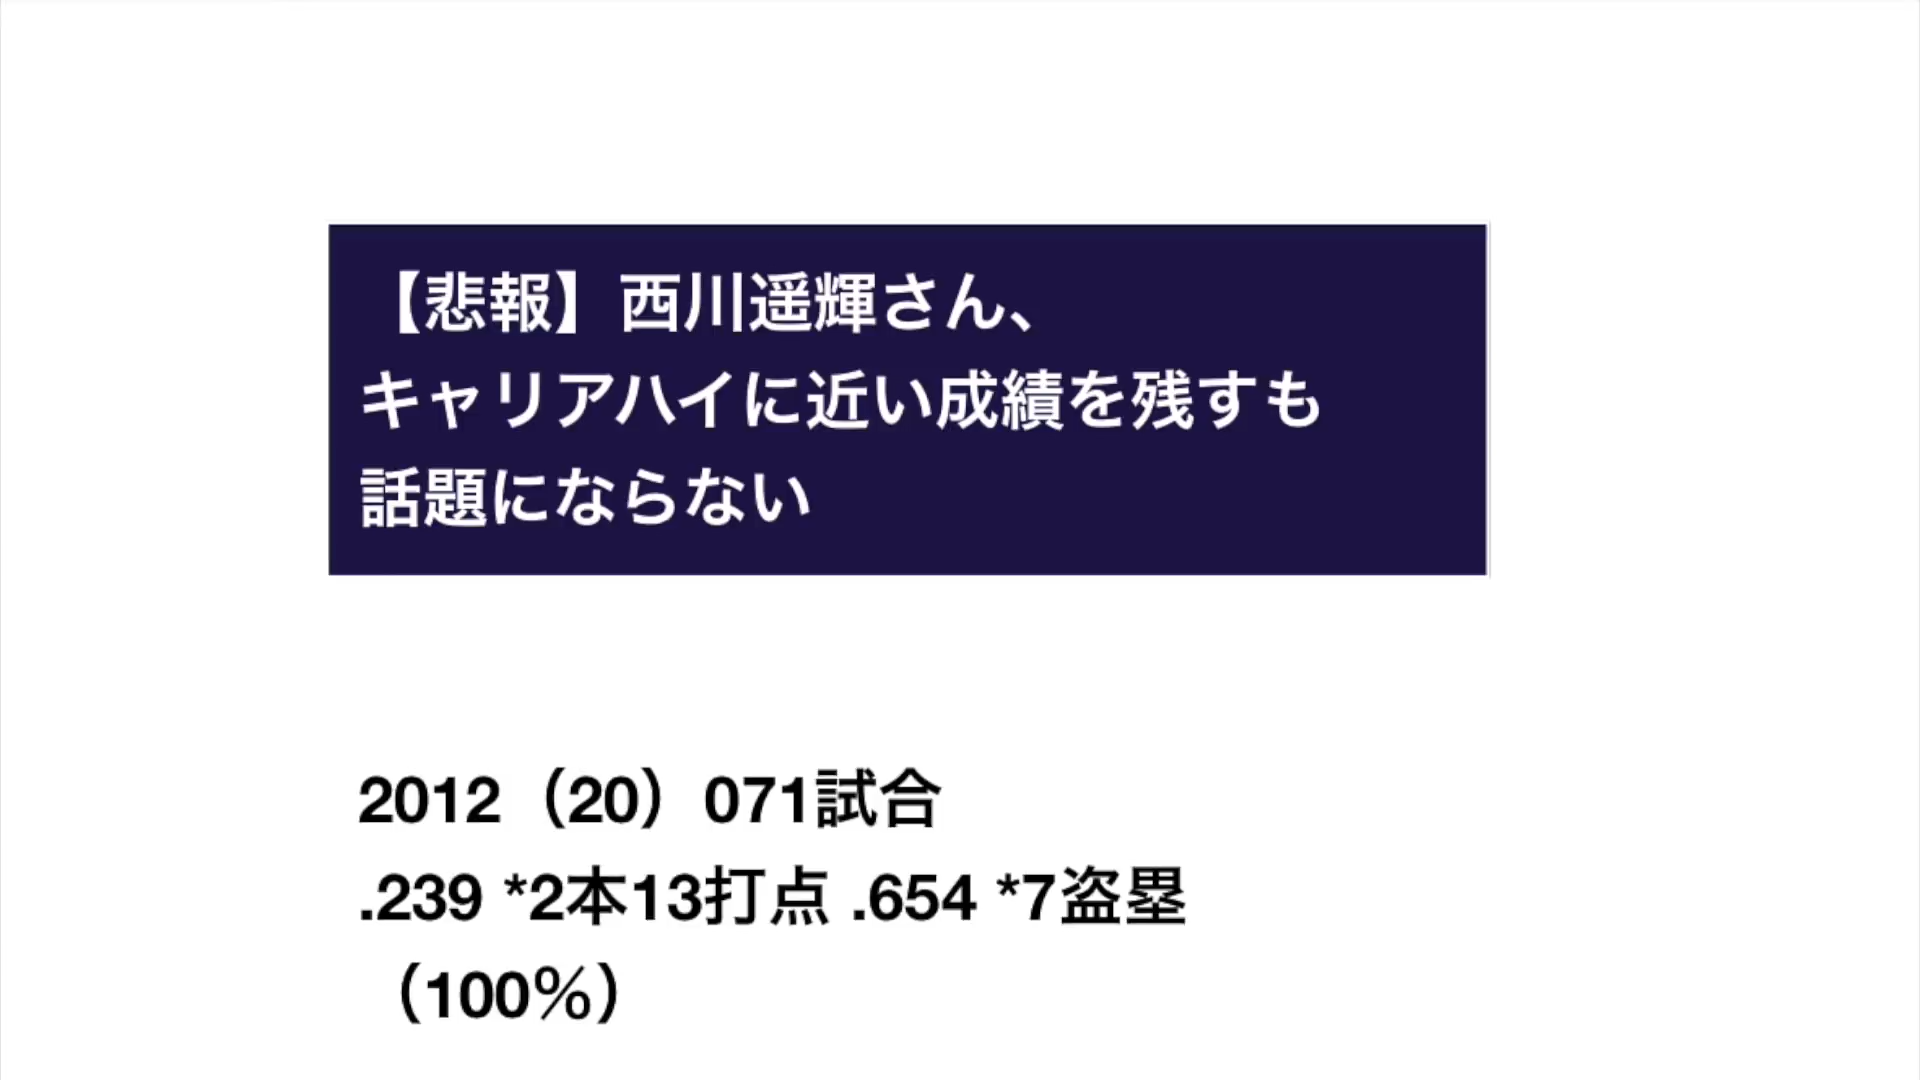 【悲報】西川遥輝さん、
キャリアハイに近い成績を残すも
話題にならない
2012（20）071試合
.239 *2本13打点 .654 *7盗塁
（100％）